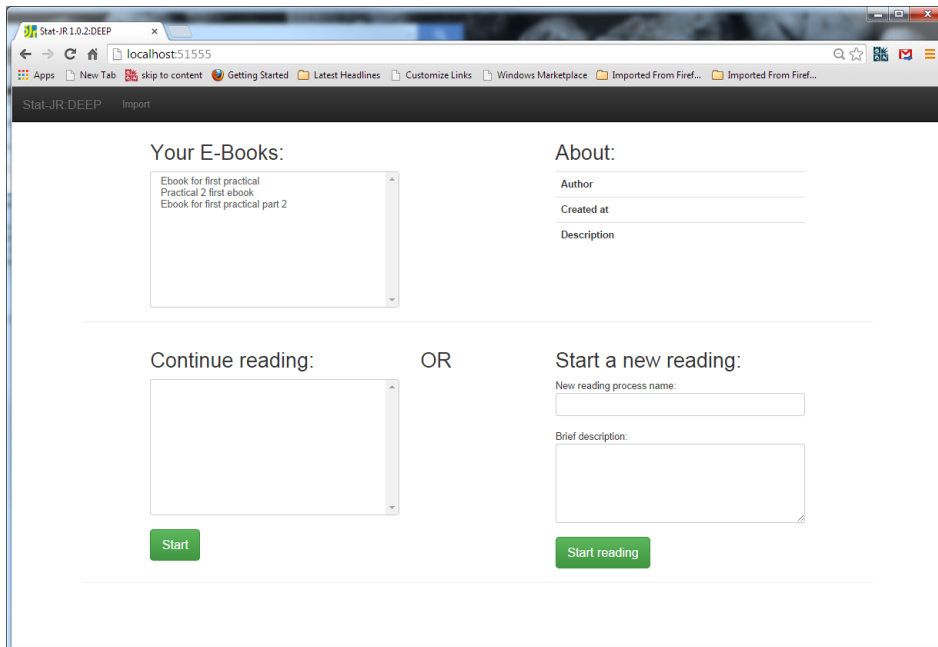 Stat-JR 1.0.2:DEEP
localhost:51555
Apps New Tab skip to content Getting Started Latest Headlines Customize Links Windows Marketplace Imported From Firef... Imported From Firef...
Stat-JR:DEEP Import
Your E-Books:
Ebook for first practical
Practical 2 first ebook
Ebook for first practical part 2
About:
Author
Created at
Description
Continue reading:
Start
OR
Start a new reading:
New reading process name:
Brief description:
Start reading